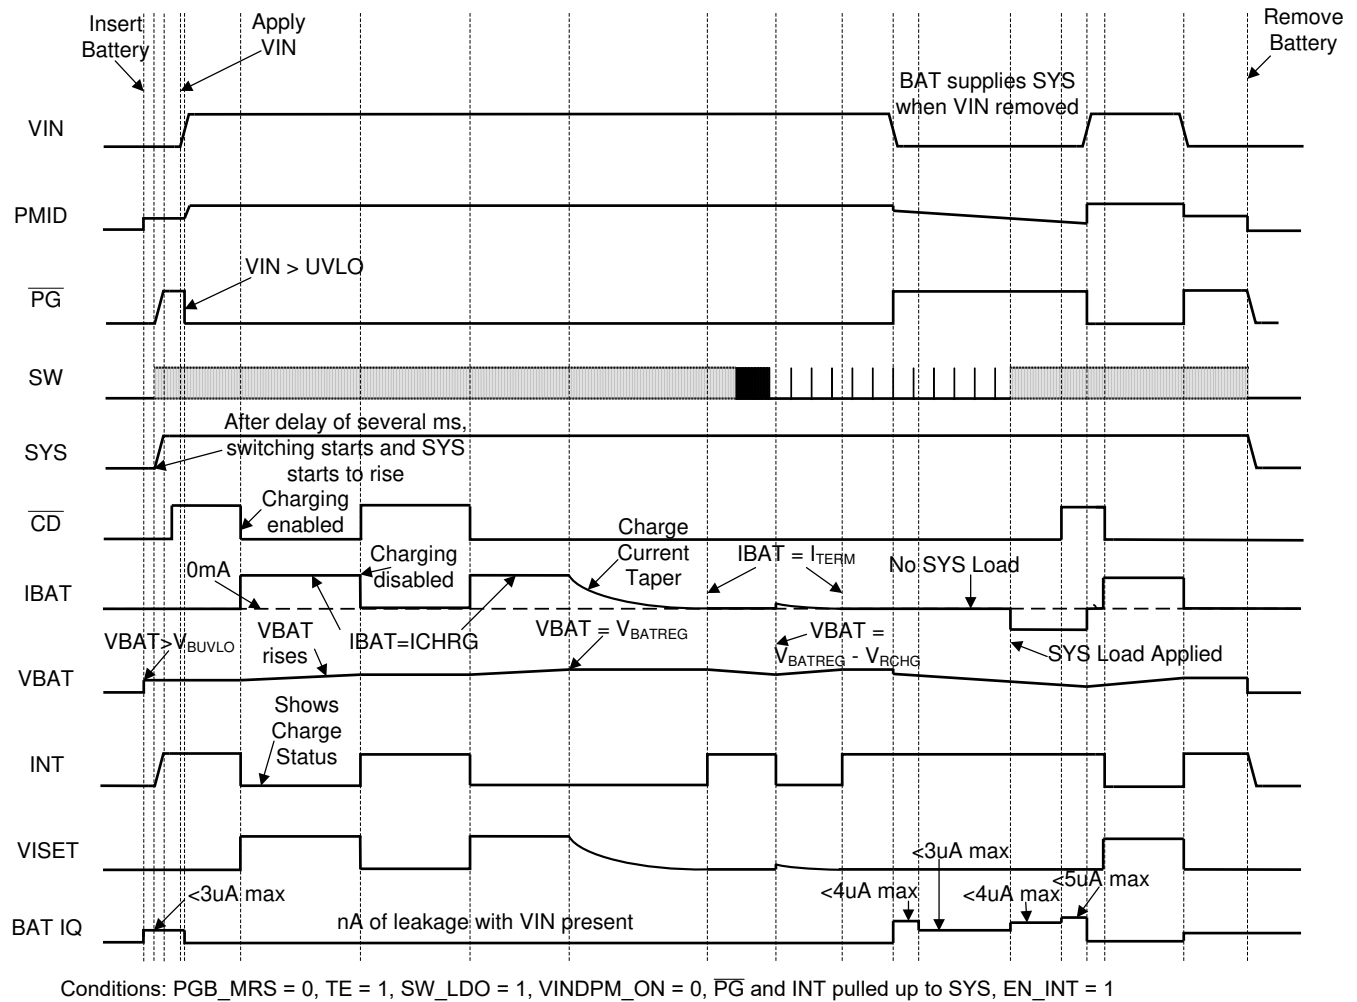 Insert
Battery
Apply
VIN
Remove
Battery
BAT supplies SYS
when VIN removed
VIN
PMID
VIN > UVLO
PG
SW
After delay of several ms,
switching starts and SYS
starts to rise
SYS
Charging
enabled
CD
Charge
Current
Taper
Charging
disabled
IBAT = ITERM
No SYS Load
0mA
IBAT
VBAT>VBUVLO
VBAT
rises
IBAT=ICHRG
VBAT = VBATREG
VBAT =
VBATREG - VRCHG
SYS Load Applied
VBAT
Shows
Charge
Status
INT
VISET
<3uA max
<4uA max
<4uA max
<5uA max
<3uA max
nA of leakage with VIN present
BAT IQ
Conditions: PGB_MRS = 0, TE = 1, SW_LDO = 1, VINDPM_ON = 0, PG and INT pulled up to SYS, EN_INT = 1